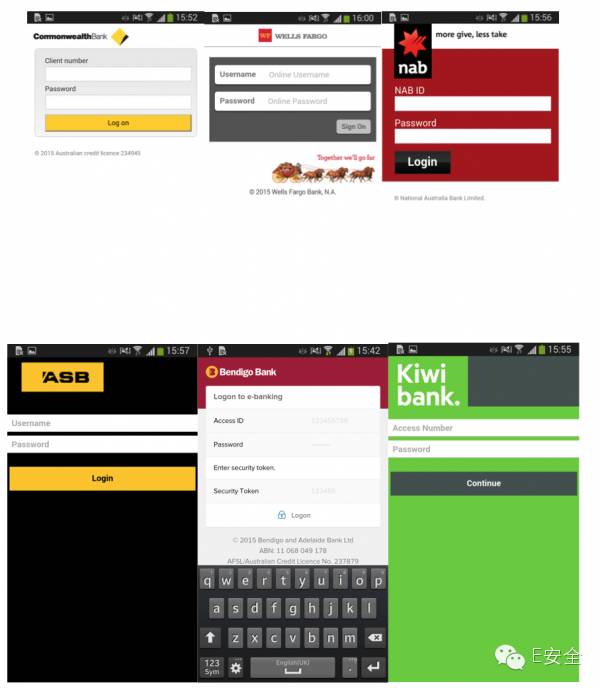 15:52
CommonwealthBank
Client number
Password
Log on
© 2015 Australian credit licence 234945
16:00
WF WELLS FARGO
Username Online Username
Password Online Password
Sign On
Together we'll go far
© 2015 Wells Fargo Bank, N.A.
15:56
more give, less take
nab
NAB ID
Password
Login
© National Australia Bank Limited.
15:57
ASB
Username
Password
Login
15:42
Bendigo Bank
Logon to e-banking
Access ID 123456789
Password
Enter security token.
Security Token 123456
Logon
© 2015 Bendigo and Adelaide Bank Ltd
ABN: 11 068 049 178
AFSL/Australian Credit Licence No. 237879
q w e r t y u i o p
a s d f g h j k l
z x c v b n m
123
Sym
English(UK)
.
15:55
Kiwi
bank.
Access Number
Password
Continue
E安全